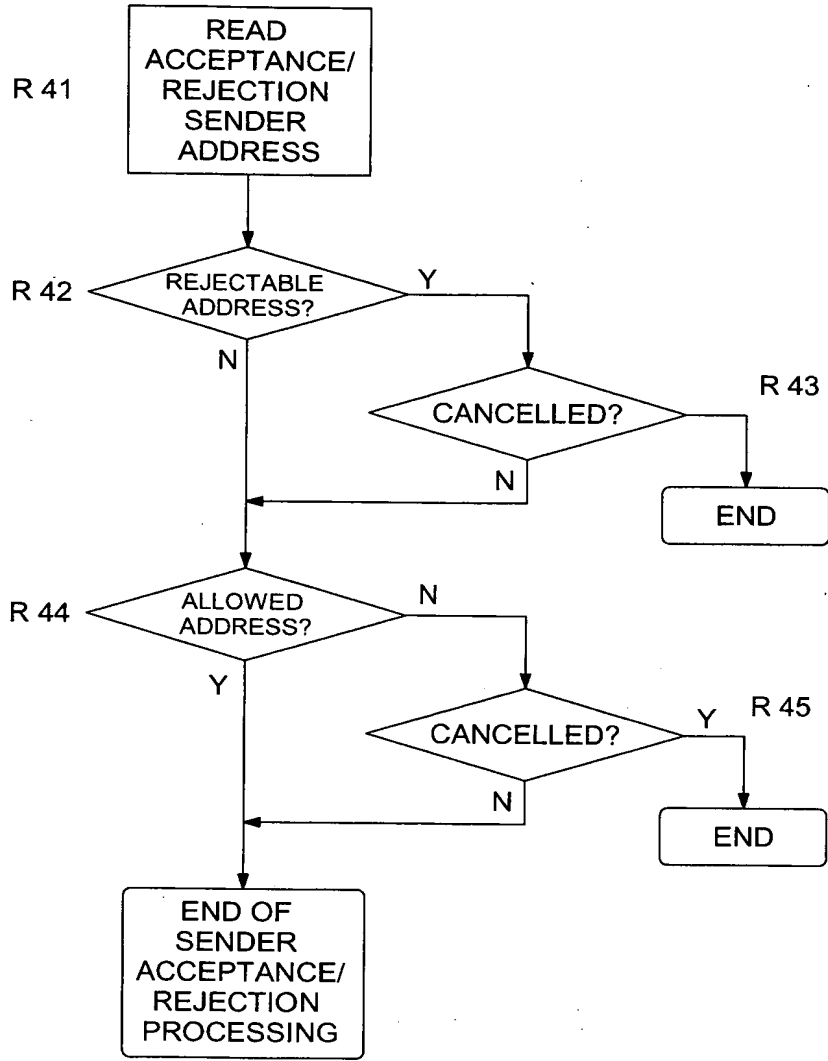 READ
ACCEPTANCE/
REJECTION
SENDER
ADDRESS
R 41
REJECTABLE
ADDRESS?
R 42
Y
N
CANCELLED?
R 43
N
END
ALLOWED
ADDRESS?
R 44
N
Y
CANCELLED?
Y
R 45
N
END
END OF
SENDER
ACCEPTANCE/
REJECTION
PROCESSING